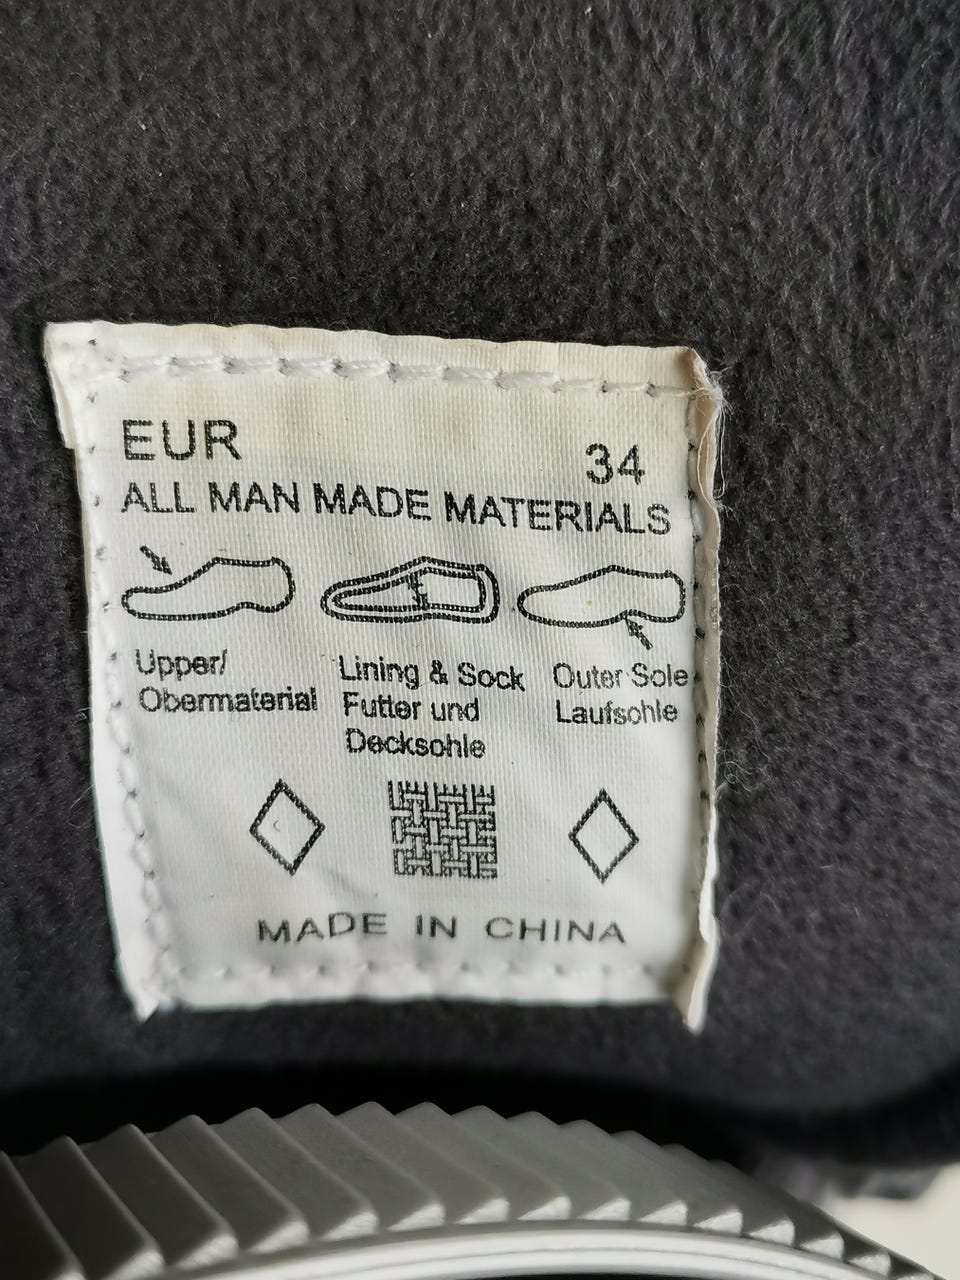 EUR 34
ALL MAN MADE MATERIALS
Upper/
Obermaterial
Lining & Sock
Futter und
Decksohle
Outer Sole
Laufsohle
MADE IN CHINA